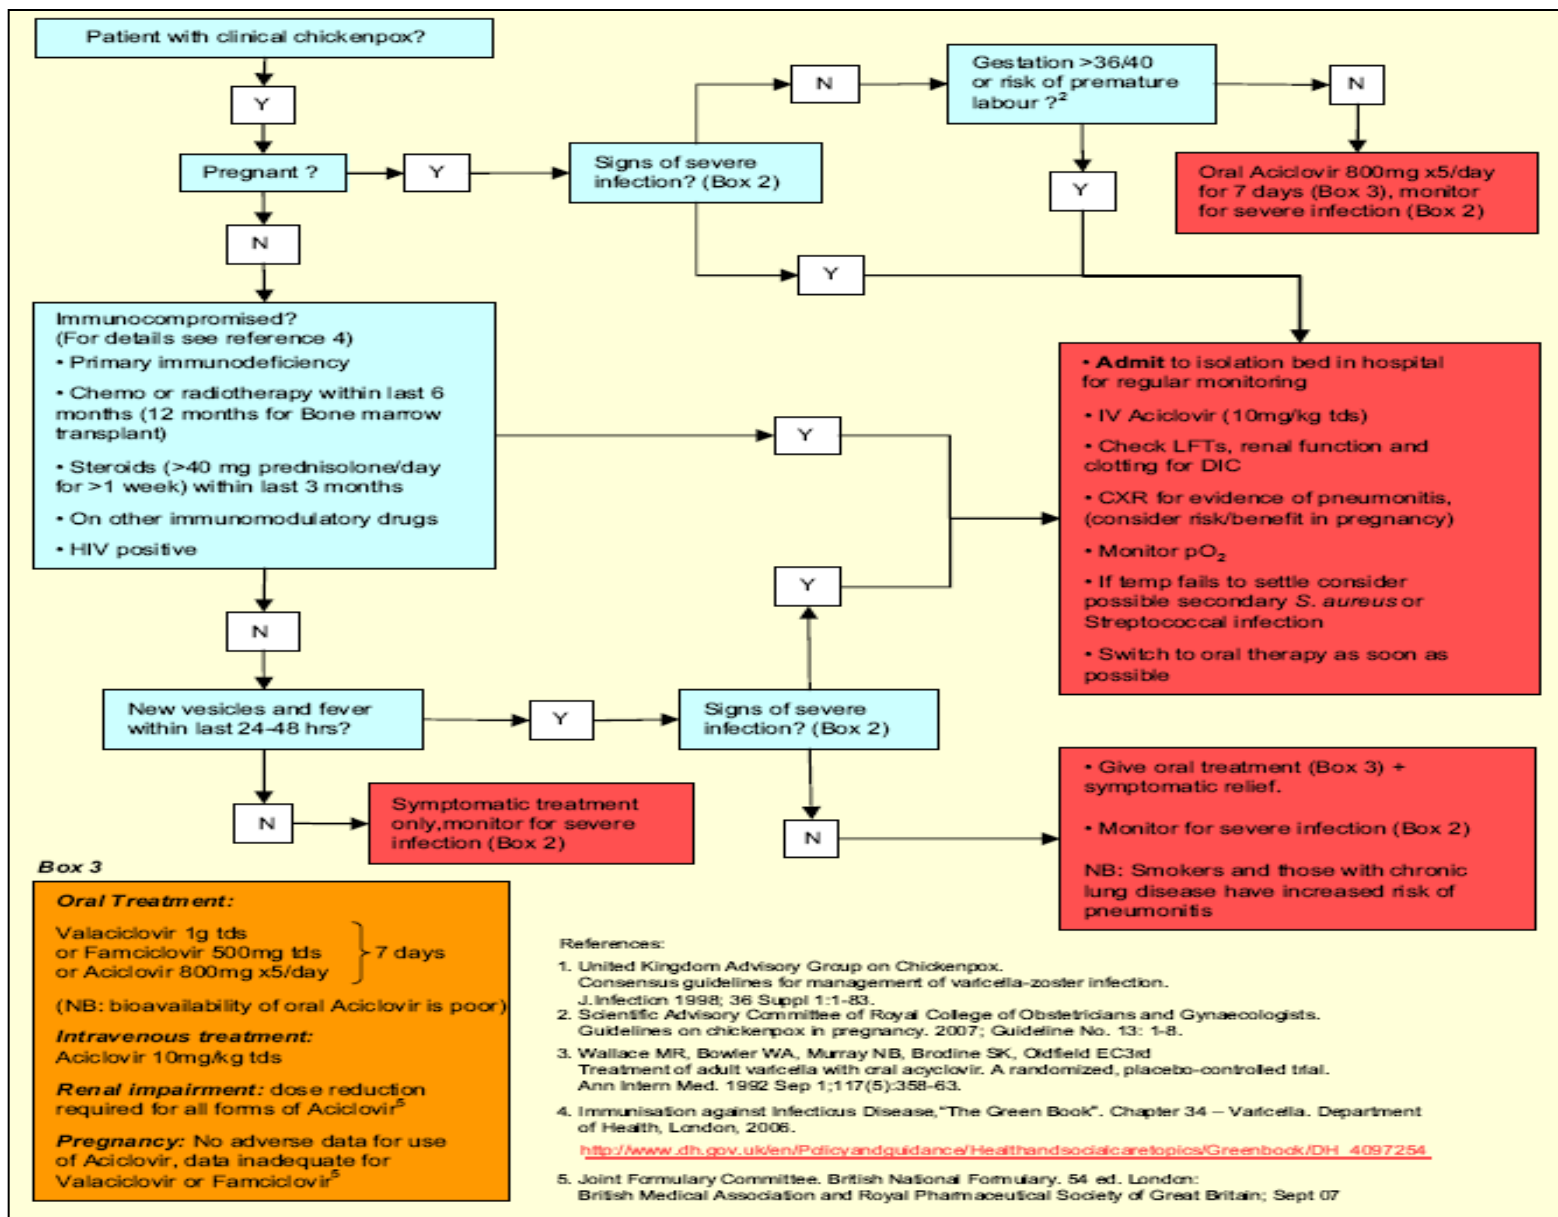 Patient with clinical chickenpox?
Y
Pregnant ?
Y
Signs of severe
infection? (Box 2)
N
Gestation >36/40
or risk of premature
labour ?2
N
Oral Aciclovir 800mg x5/day
for 7 days (Box 3), monitor
for severe infection (Box 2)
Y
Y
N
Immunocompromised?
(For details see reference 4)
• Primary immunodeficiency
• Chemo or radiotherapy within last 6
months (12 months for Bone marrow
transplant)
• Steroids (>40 mg prednisolone/day
for >1 week) within last 3 months
• On other immunomodulatory drugs
• HIV positive
Y
• Admit to isolation bed in hospital
for regular monitoring
• IV Aciclovir (10mg/kg tds)
• Check LFTs, renal function and
clotting for DIC
• CXR for evidence of pneumonitis,
(consider risk/benefit in pregnancy)
• Monitor pO2
• If temp fails to settle consider
possible secondary S. aureus or
Streptococcal infection
• Switch to oral therapy as soon as
possible
N
New vesicles and fever
within last 24-48 hrs?
Y
Signs of severe
infection? (Box 2)
Y
N
• Give oral treatment (Box 3) +
symptomatic relief.
• Monitor for severe infection (Box 2)
NB: Smokers and those with chronic
lung disease have increased risk of
pneumonitis
N
Symptomatic treatment
only,monitor for severe
infection (Box 2)
Box 3
Oral Treatment:
Valaciclovir 1g tds
or Famciclovir 500mg tds
or Aciclovir 800mg x5/day
7 days
(NB: bioavailability of oral Aciclovir is poor)
Intravenous treatment:
Aciclovir 10mg/kg tds
Renal impairment: dose reduction
required for all forms of Aciclovir5
Pregnancy: No adverse data for use
of Aciclovir, data inadequate for
Valaciclovir or Famciclovir5
References:
1. United Kingdom Advisory Group on Chickenpox.
Consensus guidelines for management of varicella-zoster infection.
J.Infection 1998; 36 Suppl 1:1-83.
2. Scientific Advisory Committee of Royal College of Obstetricians and Gynaecologists.
Guidelines on chickenpox in pregnancy. 2007; Guideline No. 13: 1-8.
3. Wallace MR, Bowler WA, Murray NB, Brodine SK, Oldfield EC3rd
Treatment of adult varicella with oral acyclovir. A randomized, placebo-controlled trial.
Ann Intern Med. 1992 Sep 1;117(5):358-63.
4. Immunisation against Infectious Disease,"The Green Book". Chapter 34 – Varicella. Department
of Health, London, 2006.
http://www.dh.gov.uk/en/Policyandguidance/Healthandsocialcaretopics/Greenbook/DH_4097254
5. Joint Formulary Committee. British National Formulary. 54 ed. London:
British Medical Association and Royal Pharmaceutical Society of Great Britain; Sept 07